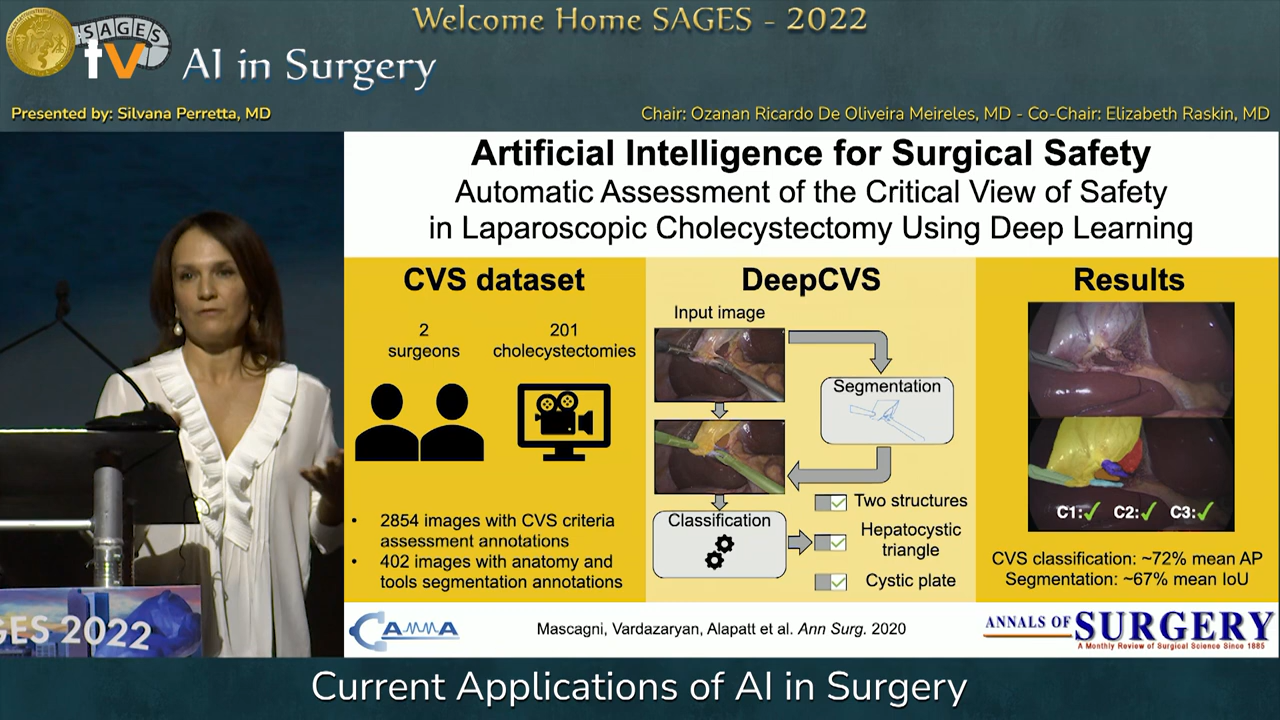 Welcome Home SAGES - 2022
SAGES
tv
AI in Surgery
Presented by: Silvana Perretta, MD
Chair: Ozanan Ricardo De Oliveira Meireles, MD - Co-Chair: Elizabeth Raskin, MD
Artificial Intelligence for Surgical Safety
Automatic Assessment of the Critical View of Safety
in Laparoscopic Cholecystectomy Using Deep Learning
CVS dataset
2
surgeons
201
cholecystectomies
• 2854 images with CVS criteria
assessment annotations
• 402 images with anatomy and
tools segmentation annotations
DeepCVS
Input image
Segmentation
Classification
Two structures
Hepatocystic
triangle
Cystic plate
Results
C1:✓ C2:✓ C3:✓
CVS classification: ~72% mean AP
Segmentation: ~67% mean IoU
CAMMA
Mascagni, Vardazaryan, Alapatt et al. Ann Surg. 2020
ANNALS OF
SURGERY
A Monthly Review of Surgical Science Since 1885
GES 2022
Current Applications of AI in Surgery